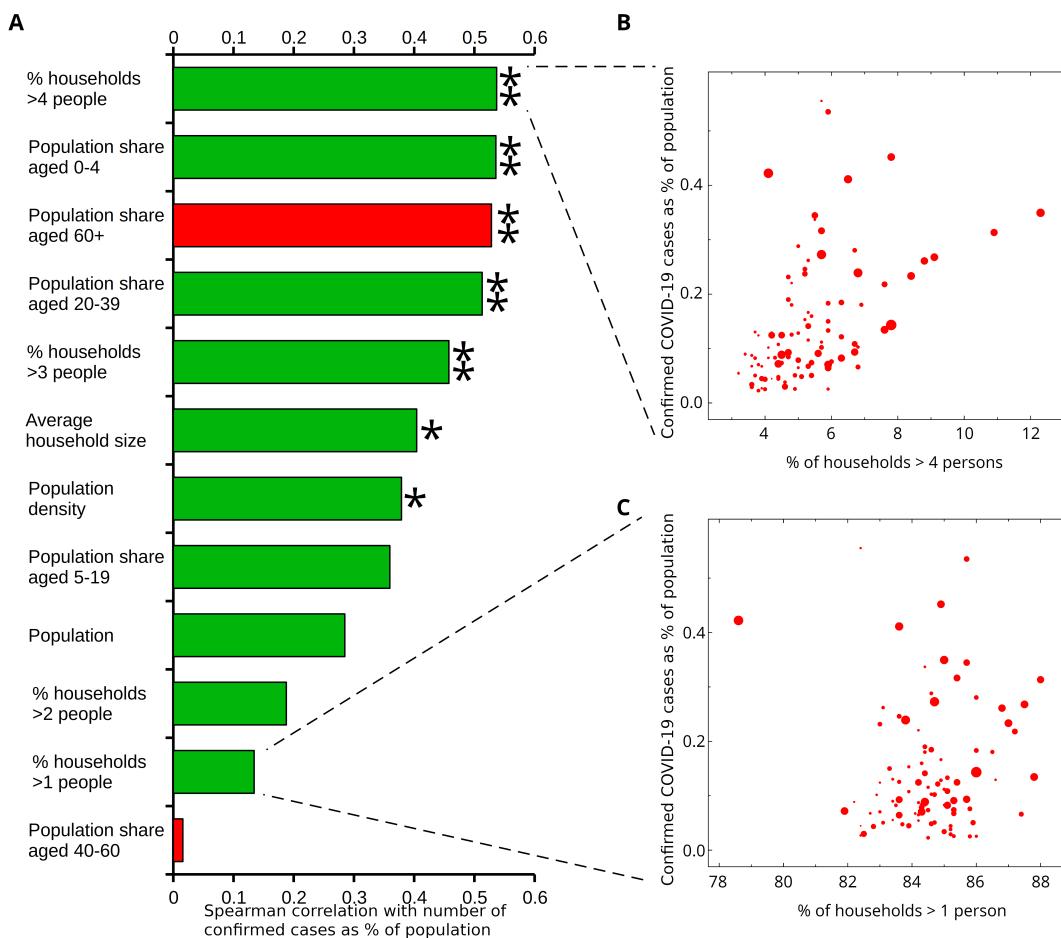 A
0 0.1 0.2 0.3 0.4 0.5 0.6
% households
>4 people
**
Population share
aged 0-4
**
Population share
aged 60+
**
Population share
aged 20-39
**
% households
>3 people
**
Average
household size
*
Population
density
*
Population share
aged 5-19
Population
% households
>2 people
% households
>1 people
Population share
aged 40-60
0 0.1 0.2 0.3 0.4 0.5 0.6
Spearman correlation with number of
confirmed cases as % of population
B
Confirmed COVID-19 cases as % of population
0.4
0.2
0.0
4 6 8 10 12
% of households > 4 persons
C
Confirmed COVID-19 cases as % of population
0.4
0.2
0.0
78 80 82 84 86 88
% of households > 1 person